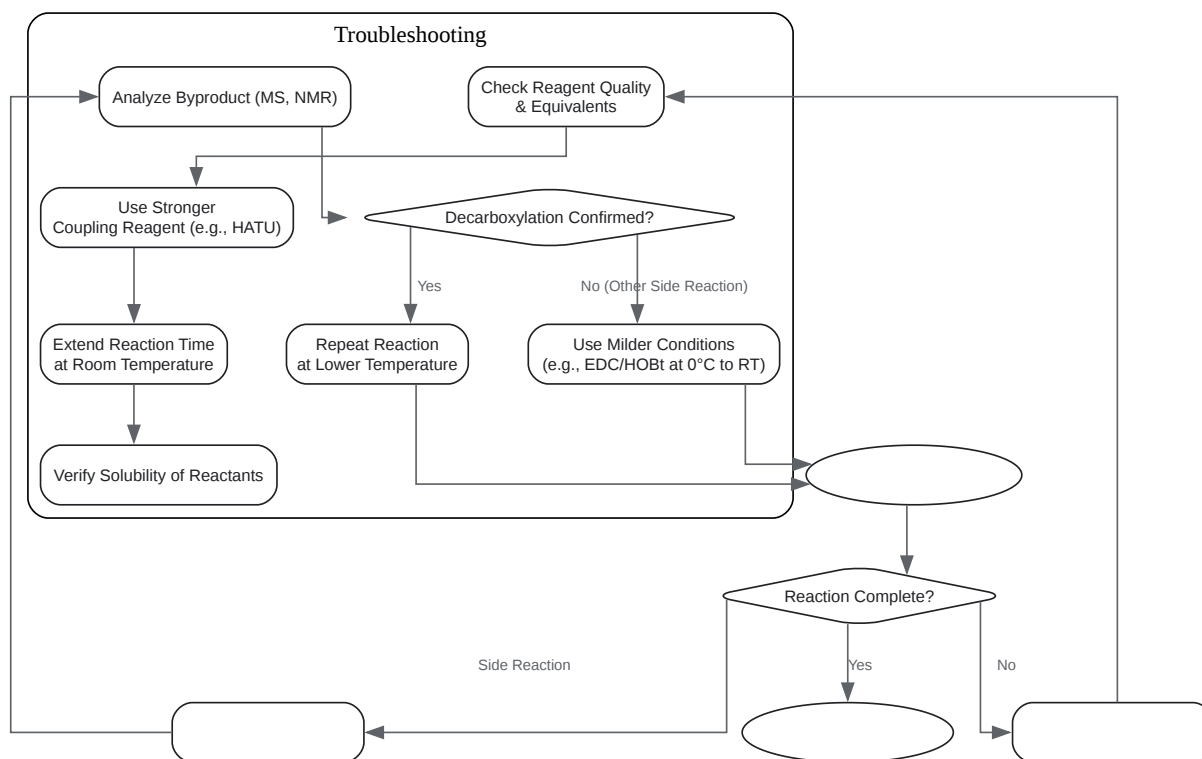 Troubleshooting
Analyze Byproduct (MS, NMR)
Check Reagent Quality
& Equivalents
Use Stronger
Coupling Reagent (e.g., HATU)
Decarboxylation Confirmed?
Yes
No (Other Side Reaction)
Extend Reaction Time
at Room Temperature
Repeat Reaction
at Lower Temperature
Use Milder Conditions
(e.g., EDC/HOBt at 0°C to RT)
Verify Solubility of Reactants
Reaction Complete?
Side Reaction
Yes
No